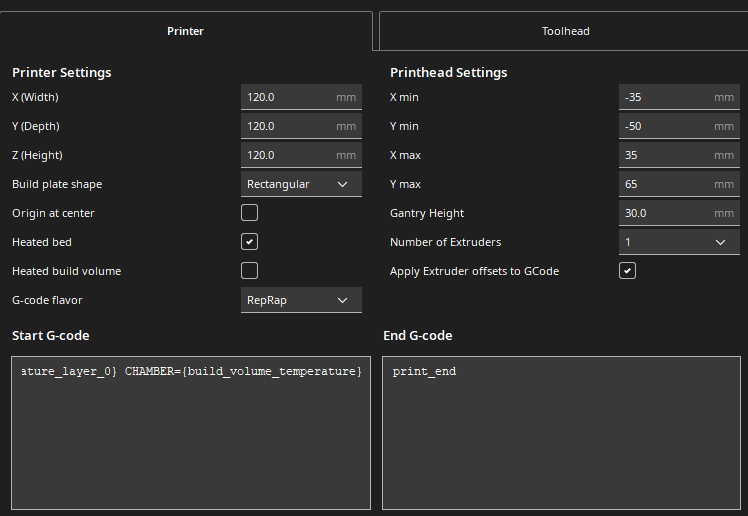 Printer
Toolhead
Printer Settings
X (Width) 120.0 mm
Y (Depth) 120.0 mm
Z (Height) 120.0 mm
Build plate shape Rectangular
Origin at center
Heated bed
Heated build volume
G-code flavor RepRap
Printhead Settings
X min -35 mm
Y min -50 mm
X max 35 mm
Y max 65 mm
Gantry Height 30.0 mm
Number of Extruders 1
Apply Extruder offsets to GCode
Start G-code
ature_layer_0} CHAMBER={build_volume_temperature}
End G-code
print_end